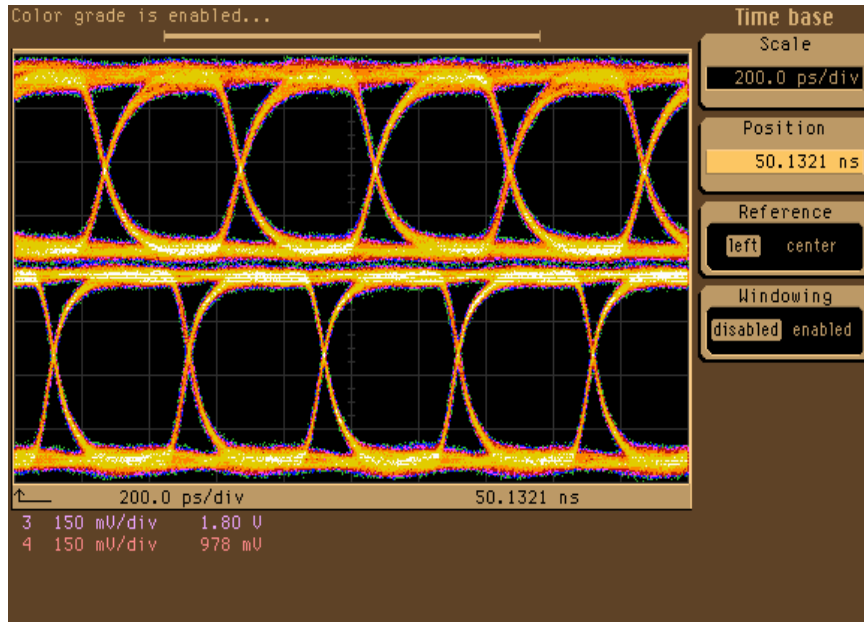 Color grade is enabled...
Time base
Scale
200.0 ps/div
Position
50.1321 ns
Reference
left center
Windowing
disabled enabled
200.0 ps/div 50.1321 ns
3 150 mV/div 1.80 V
4 150 mV/div 978 mV